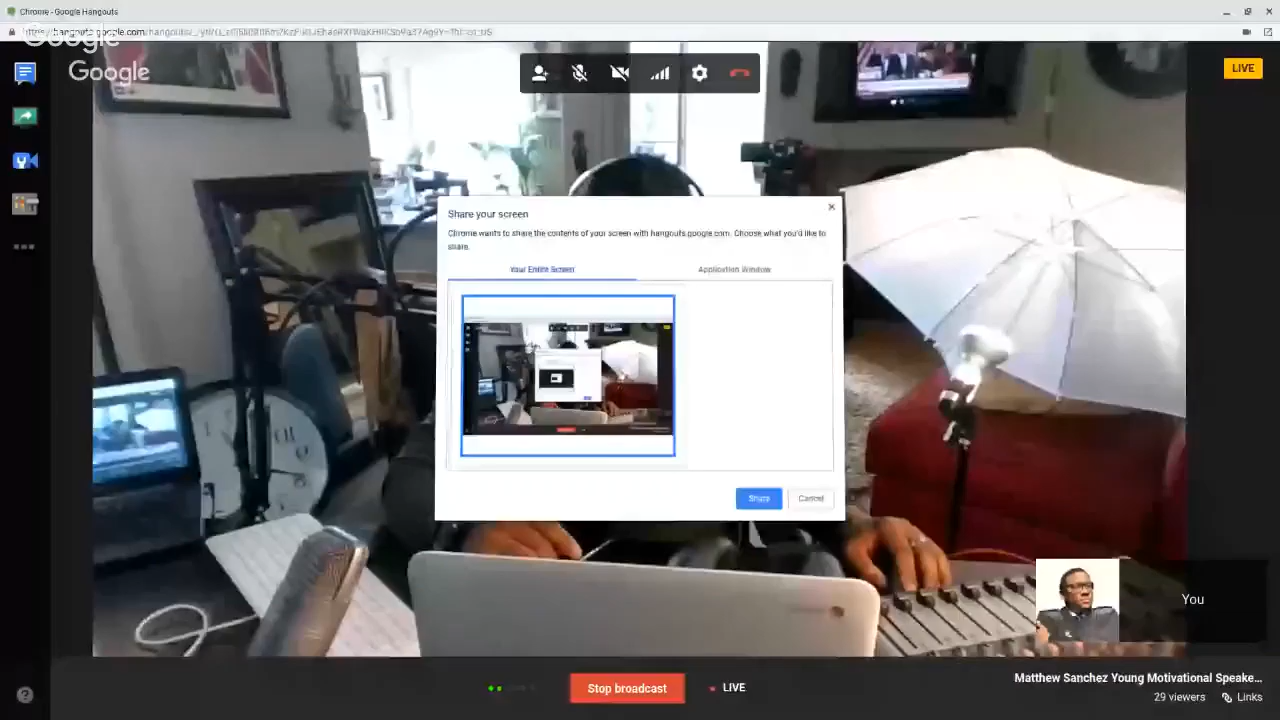 Chrome - Google Hangouts
Google
Google
LIVE
Share your screen
Chrome wants to share the contents of your screen with hangouts.google.com. Choose what you'd like to
share.
Your Entire Screen
Application Window
Share
Cancel
You
Stop broadcast
LIVE
Matthew Sanchez Young Motivational Speake...
29 viewers
Links